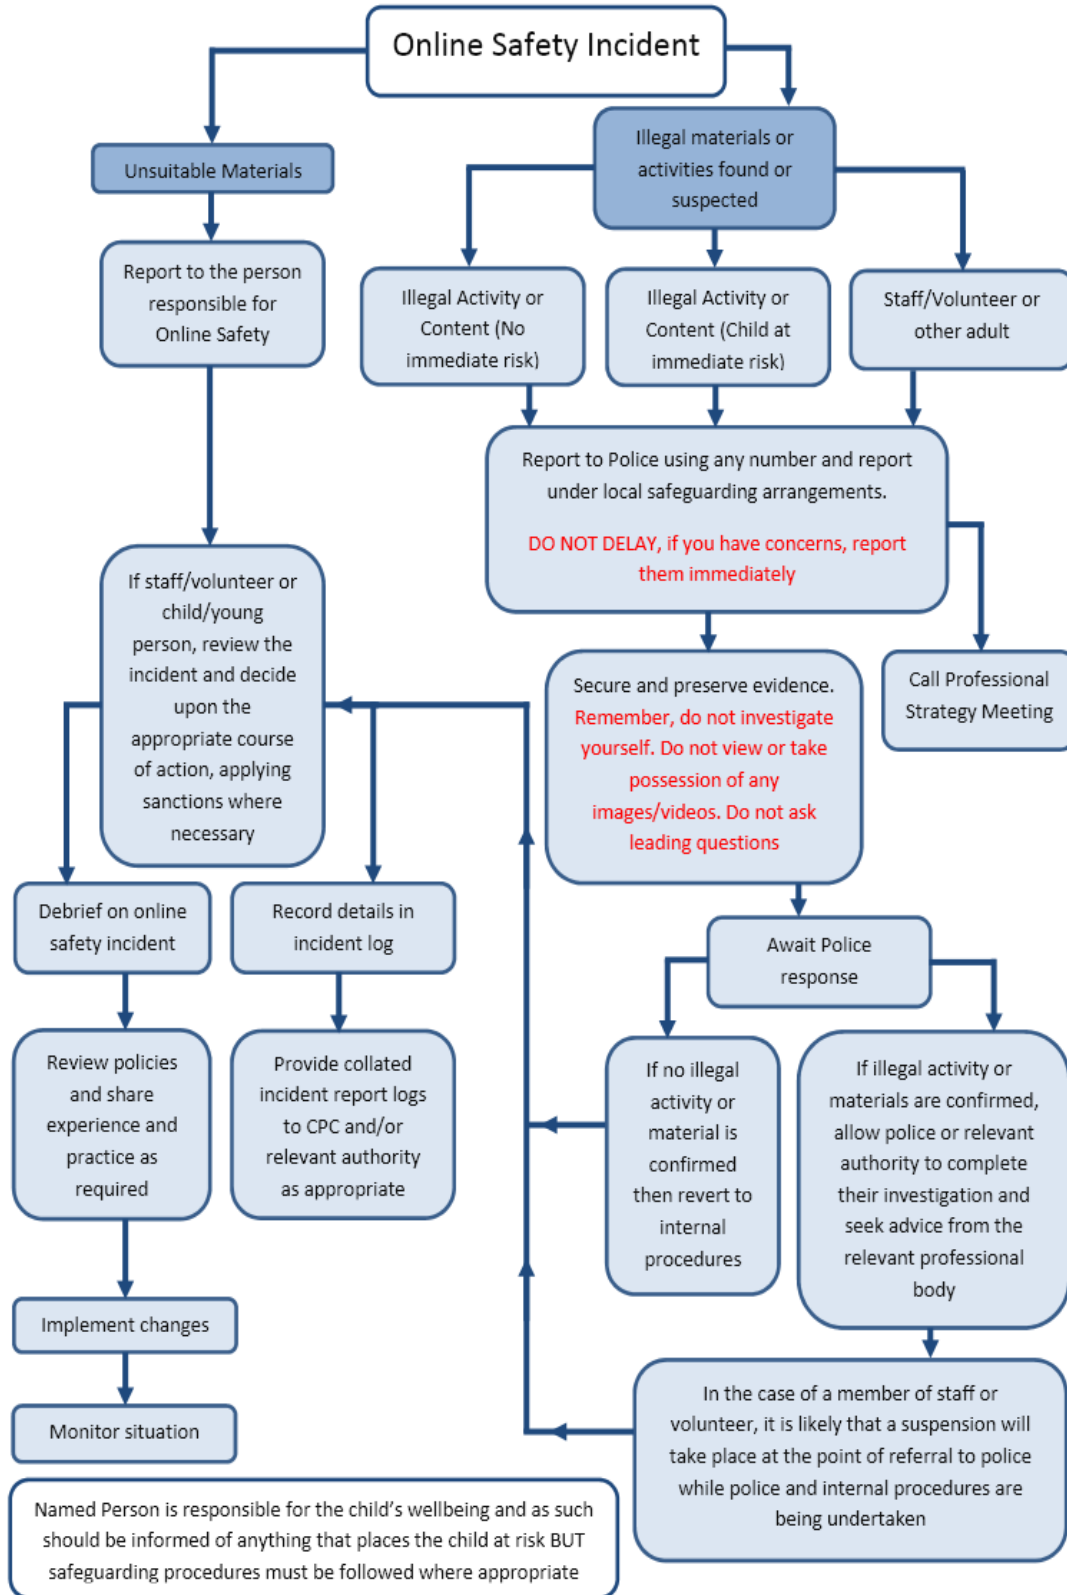 Online Safety Incident
Unsuitable Materials
Illegal materials or
activities found or
suspected
Report to the person
responsible for
Online Safety
Illegal Activity or
Content (No
immediate risk)
Illegal Activity or
Content (Child at
immediate risk)
Staff/Volunteer or
other adult
Report to Police using any number and report
under local safeguarding arrangements.
DO NOT DELAY, if you have concerns, report
them immediately
If staff/volunteer or
child/young
person, review the
incident and decide
upon the
appropriate course
of action, applying
sanctions where
necessary
Secure and preserve evidence.
Remember, do not investigate
yourself. Do not view or take
possession of any
images/videos. Do not ask
leading questions
Call Professional
Strategy Meeting
Debrief on online
safety incident
Record details in
incident log
Await Police
response
Review policies
and share
experience and
practice as
required
Provide collated
incident report logs
to CPC and/or
relevant authority
as appropriate
If no illegal
activity or
material is
confirmed
then revert to
internal
procedures
If illegal activity or
materials are confirmed,
allow police or relevant
authority to complete
their investigation and
seek advice from the
relevant professional
body
Implement changes
Monitor situation
In the case of a member of staff or
volunteer, it is likely that a suspension will
take place at the point of referral to police
while police and internal procedures are
being undertaken
Named Person is responsible for the child's wellbeing and as such
should be informed of anything that places the child at risk BUT
safeguarding procedures must be followed where appropriate